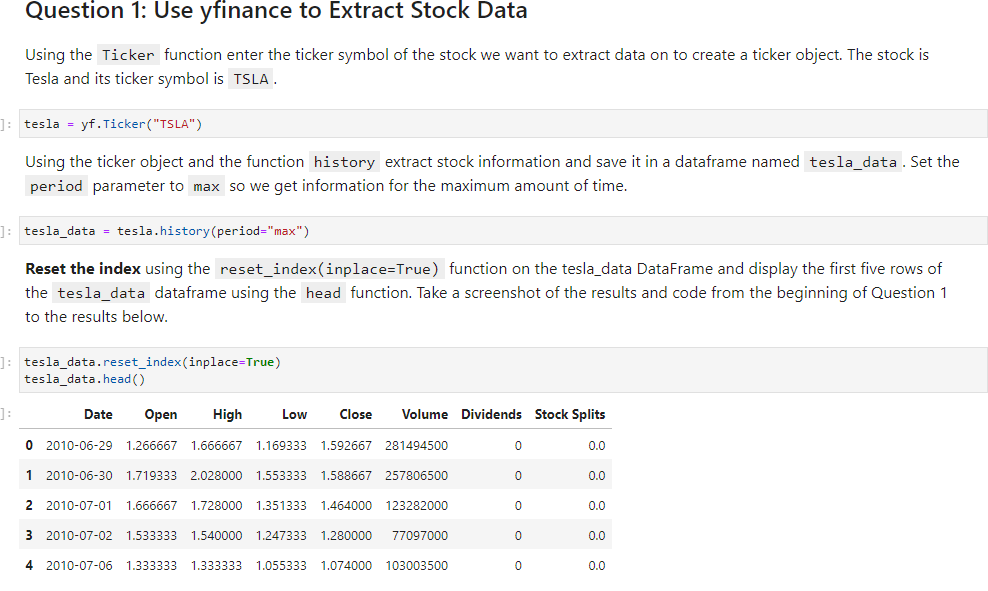 Question 1: Use yfinance to Extract Stock Data
Using the Ticker function enter the ticker symbol of the stock we want to extract data on to create a ticker object. The stock is
Tesla and its ticker symbol is TSLA.
]: tesla = yf.Ticker("TSLA")
Using the ticker object and the function history extract stock information and save it in a dataframe named tesla_data. Set the
period parameter to max so we get information for the maximum amount of time.
]: tesla_data = tesla.history(period="max")
Reset the index using the reset_index(inplace=True) function on the tesla_data DataFrame and display the first five rows of
the tesla_data dataframe using the head function. Take a screenshot of the results and code from the beginning of Question 1
to the results below.
]: tesla_data.reset_index(inplace=True)
tesla_data.head()
]: Date Open High Low Close Volume Dividends Stock Splits
0 2010-06-29 1.266667 1.666667 1.169333 1.592667 281494500 0 0.0
1 2010-06-30 1.719333 2.028000 1.553333 1.588667 257806500 0 0.0
2 2010-07-01 1.666667 1.728000 1.351333 1.464000 123282000 0 0.0
3 2010-07-02 1.533333 1.540000 1.247333 1.280000 77097000 0 0.0
4 2010-07-06 1.333333 1.333333 1.055333 1.074000 103003500 0 0.0